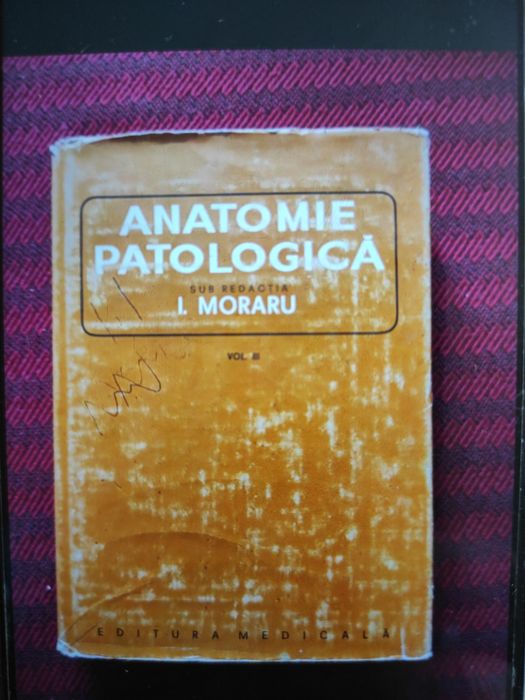 ANATOMIE
PATOLOGICĂ
SUB REDACTIA
I. MORARU
VOL. III
EDITURA MEDICALĂ